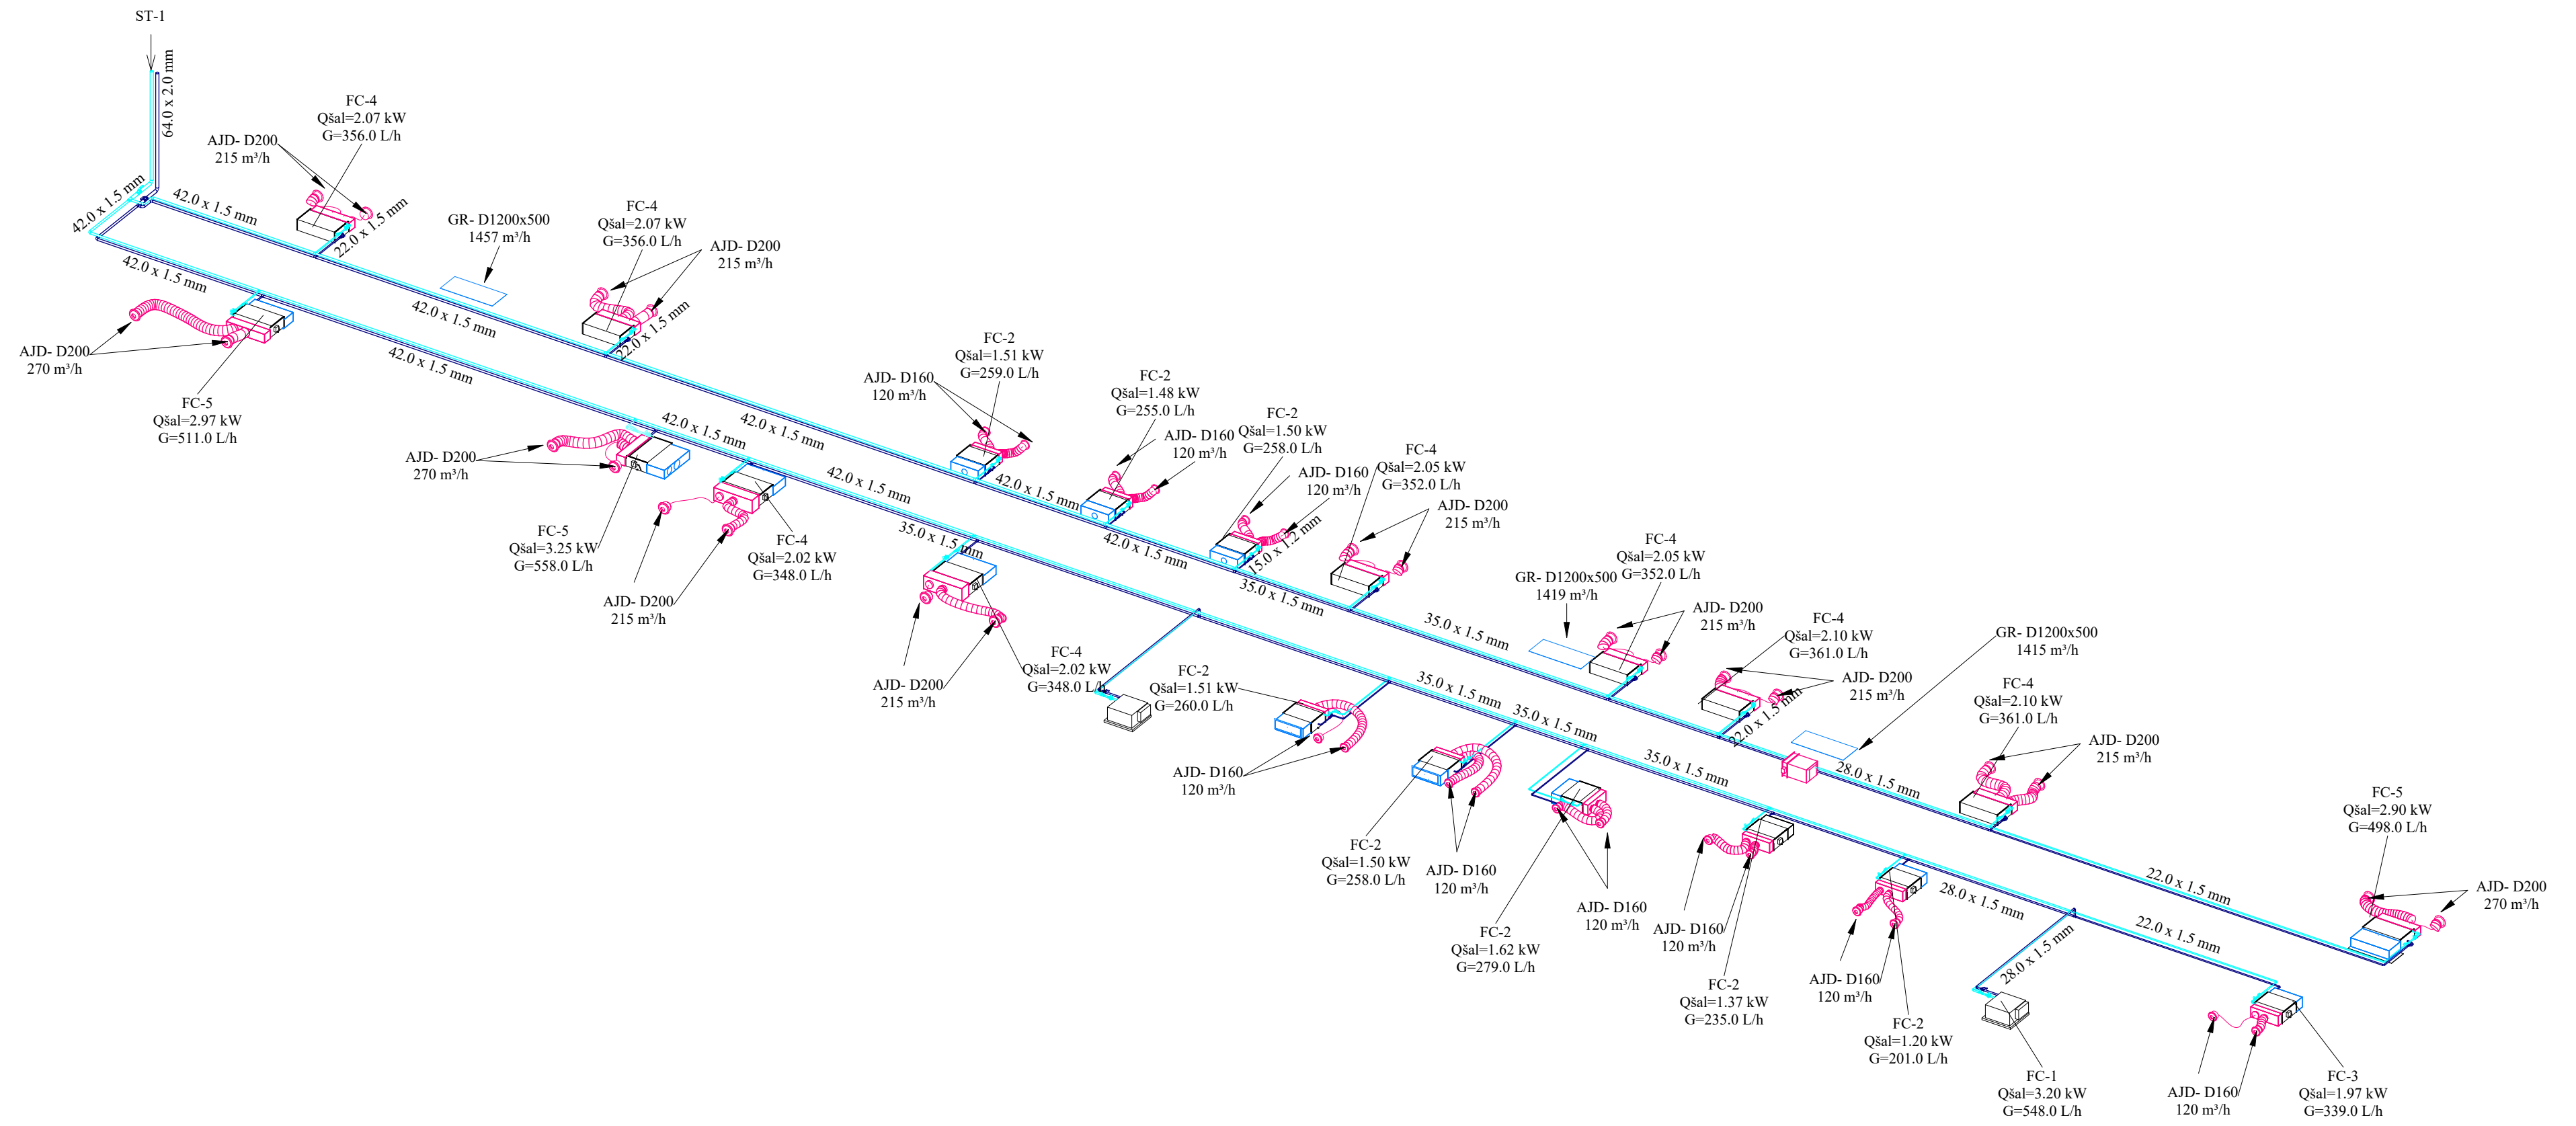 ST-1
64.0 x 2.0 mm
42.0 x 1.5 mm
42.0 x 1.5 mm
FC-4
Qšal=2.07 kW
G=356.0 L/h
AJD- D200
215 m³/h
22.0 x 1.5 mm
GR- D1200x500
1457 m³/h
42.0 x 1.5 mm
FC-4
Qšal=2.07 kW
G=356.0 L/h
AJD- D200
215 m³/h
22.0 x 1.5 mm
42.0 x 1.5 mm
AJD- D200
270 m³/h
FC-5
Qšal=2.97 kW
G=511.0 L/h
42.0 x 1.5 mm
42.0 x 1.5 mm
42.0 x 1.5 mm
FC-2
Qšal=1.51 kW
G=259.0 L/h
AJD- D160
120 m³/h
FC-2
Qšal=1.48 kW
G=255.0 L/h
AJD- D160
120 m³/h
FC-2
Qšal=1.50 kW
G=258.0 L/h
AJD- D160
120 m³/h
15.0 x 1.2 mm
42.0 x 1.5 mm
42.0 x 1.5 mm
FC-4
Qšal=2.05 kW
G=352.0 L/h
AJD- D200
215 m³/h
35.0 x 1.5 mm
35.0 x 1.5 mm
GR- D1200x500
1419 m³/h
FC-4
Qšal=2.05 kW
G=352.0 L/h
AJD- D200
215 m³/h
FC-4
Qšal=2.10 kW
G=361.0 L/h
AJD- D200
215 m³/h
22.0 x 1.5 mm
GR- D1200x500
1415 m³/h
28.0 x 1.5 mm
FC-4
Qšal=2.10 kW
G=361.0 L/h
AJD- D200
215 m³/h
22.0 x 1.5 mm
FC-5
Qšal=2.90 kW
G=498.0 L/h
AJD- D200
270 m³/h
AJD- D200
270 m³/h
FC-5
Qšal=3.25 kW
G=558.0 L/h
42.0 x 1.5 mm
AJD- D200
215 m³/h
FC-4
Qšal=2.02 kW
G=348.0 L/h
35.0 x 1.5 mm
AJD- D200
215 m³/h
FC-4
Qšal=2.02 kW
G=348.0 L/h
FC-2
Qšal=1.51 kW
G=260.0 L/h
AJD- D160
120 m³/h
35.0 x 1.5 mm
35.0 x 1.5 mm
FC-2
Qšal=1.50 kW
G=258.0 L/h
AJD- D160
120 m³/h
FC-2
Qšal=1.62 kW
G=279.0 L/h
AJD- D160
120 m³/h
35.0 x 1.5 mm
AJD- D160
120 m³/h
FC-2
Qšal=1.37 kW
G=235.0 L/h
AJD- D160
120 m³/h
FC-2
Qšal=1.20 kW
G=201.0 L/h
28.0 x 1.5 mm
28.0 x 1.5 mm
FC-1
Qšal=3.20 kW
G=548.0 L/h
22.0 x 1.5 mm
AJD- D160
120 m³/h
FC-3
Qšal=1.97 kW
G=339.0 L/h